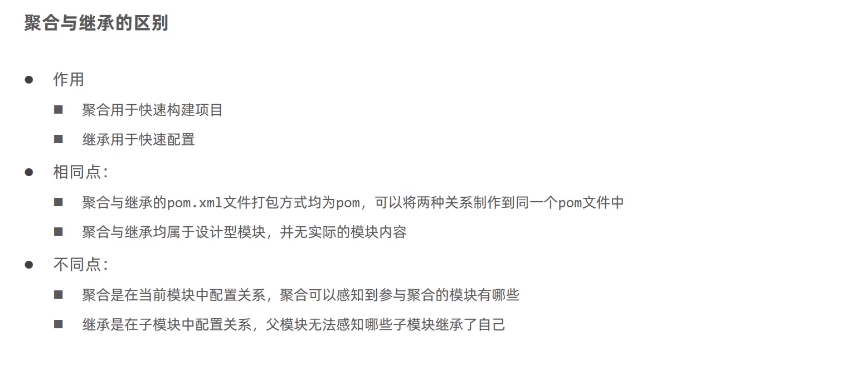 聚合与继承的区别
作用
聚合用于快速构建项目
继承用于快速配置
相同点：
聚合与继承的pom.xml文件打包方式均为pom，可以将两种关系制作到同一个pom文件中
聚合与继承均属于设计型模块，并无实际的模块内容
不同点：
聚合是在当前模块中配置关系，聚合可以感知到参与聚合的模块有哪些
继承是在子模块中配置关系，父模块无法感知哪些子模块继承了自己